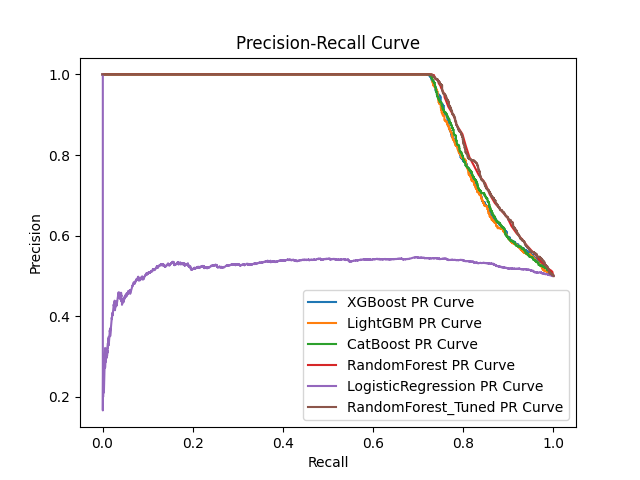 Precision-Recall Curve
Precision
1.0
0.8
0.6
0.4
0.2
XGBoost PR Curve
LightGBM PR Curve
CatBoost PR Curve
RandomForest PR Curve
LogisticRegression PR Curve
RandomForest_Tuned PR Curve
0.0
0.2
0.4
0.6
0.8
1.0
Recall